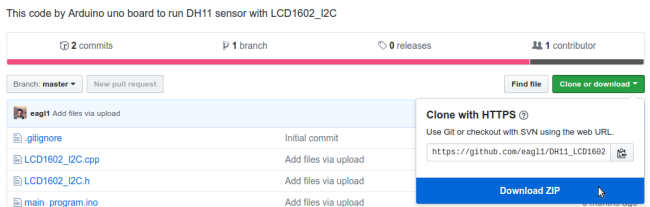 This code by Arduino uno board to run DH11 sensor with LCD1602_I2C
2 commits 1 branch 0 releases 1 contributor
Branch: master New pull request Find file Clone or download
eagl1 Add files via upload
Clone with HTTPS
Use Git or checkout with SVN using the web URL.
https://github.com/eagl1/DH11_LCD1602
Download ZIP
.gitignore Initial commit
LCD1602_I2C.cpp Add files via upload
LCD1602_I2C.h Add files via upload
main_program.ino Add files via upload months ago